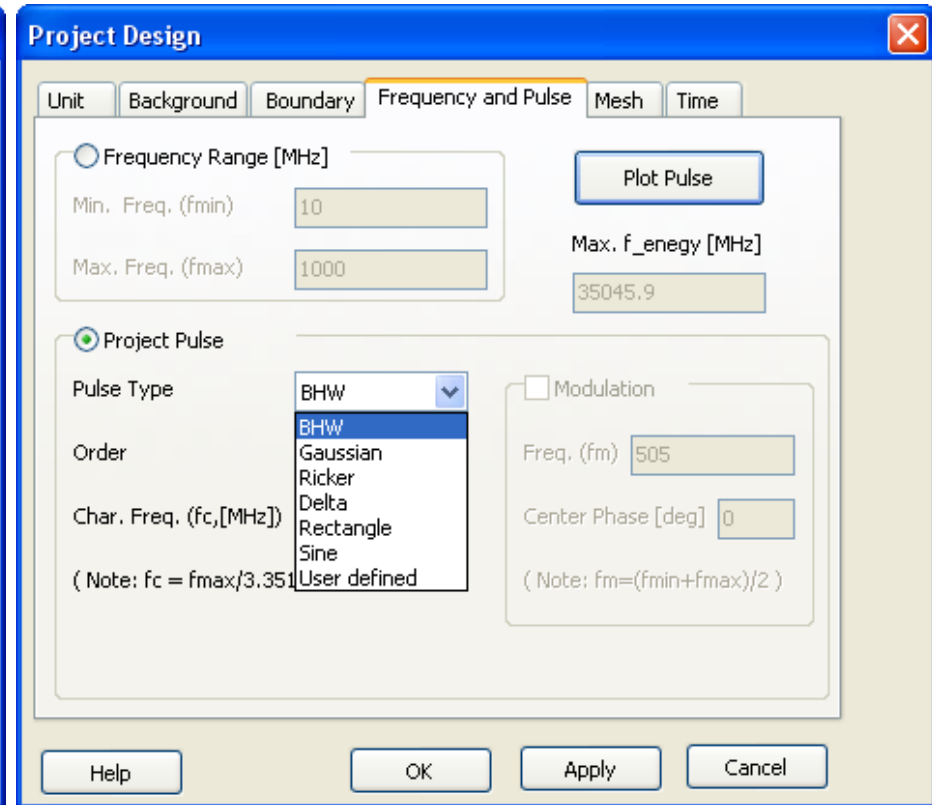 Project Design
Unit Background Boundary Frequency and Pulse Mesh Time
Frequency Range [MHz]
Min. Freq. (fmin) 10
Max. Freq. (fmax) 1000
Plot Pulse
Max. f_enegy [MHz]
35045.9
Project Pulse
Pulse Type BHW
BHW
Gaussian
Ricker
Delta
Rectangle
Sine
User defined
Order
Char. Freq. (fc,[MHz])
( Note: fc = fmax/3.351
Modulation
Freq. (fm) 505
Center Phase [deg] 0
( Note: fm=(fmin+fmax)/2 )
Help OK Apply Cancel